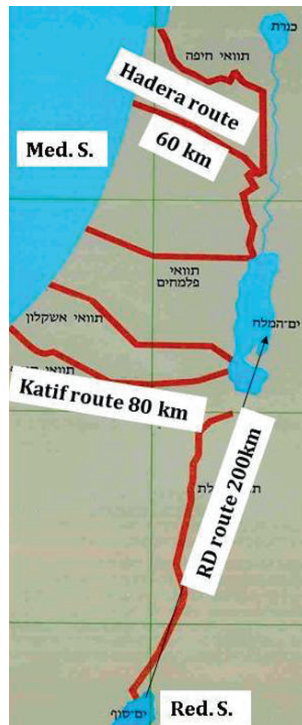 כנרת
תוואי חיפה
Hadera route
60 km
Med. S.
תוואי
פלמחים
תוואי אשקלון
ים-המלח
Katif route 80 km
RD route 200km
ים-סוף
Red. S.